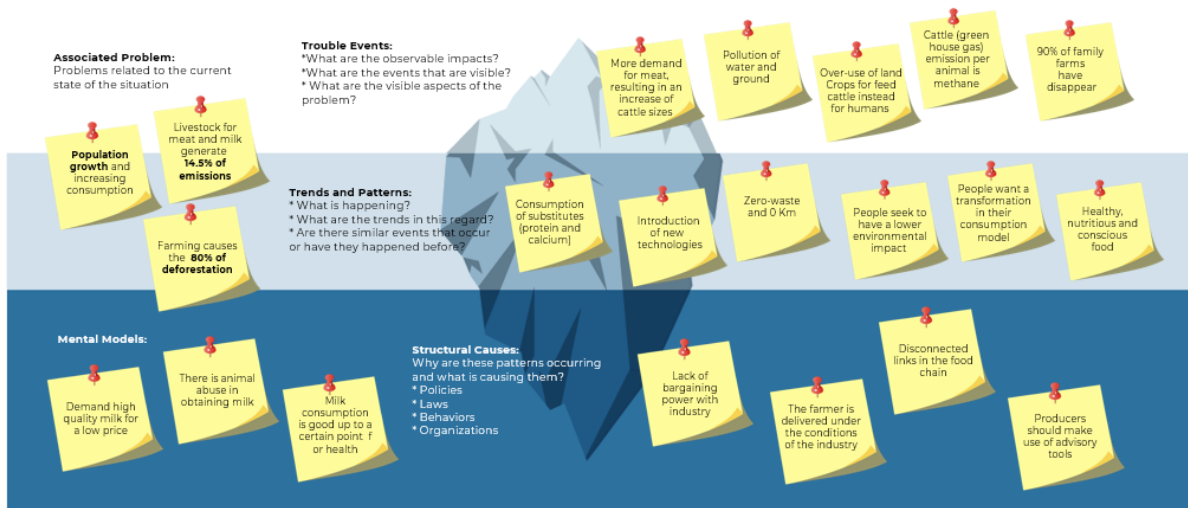 Associated Problem:
Problems related to the current
state of the situation
Population
growth and
increasing
consumption
Livestock for
meat and milk
generate
14.5% of
emissions
Farming causes
the 80% of
deforestation
Trouble Events:
*What are the observable impacts?
*What are the events that are visible?
* What are the visible aspects of the
problem?
More demand
for meat,
resulting in an
increase of
cattle sizes
Pollution of
water and
ground
Over-use of land
Crops for feed
cattle instead
for humans
Cattle (green
house gas)
emission per
animal is
methane
90% of family
farms
have
disappear
Trends and Patterns:
* What is happening?
* What are the trends in this regard?
* Are there similar events that occur
or have they happened before?
Consumption
of substitutes
(protein and
calcium)
Introduction
of new
technologies
Zero-waste
and 0 Km
People seek to
have a lower
environmental
impact
People want a
transformation
in their
consumption
model
Healthy,
nutritious and
conscious
food
Mental Models:
Demand high
quality milk for
a low price
There is animal
abuse in
obtaining milk
Milk
consumption
is good up to a
certain point f
or health
Structural Causes:
Why are these patterns occurring
and what is causing them?
* Policies
* Laws
* Behaviors
* Organizations
Lack of
bargaining
power with
industry
The farmer is
delivered under
the conditions
of the industry
Disconnected
links in the food
chain
Producers
should make
use of advisory
tools